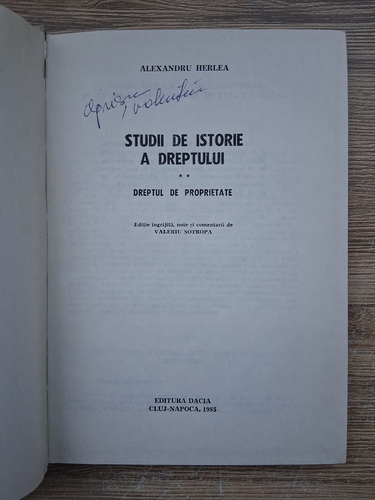 ALEXANDRU HERLEA
Valentin
STUDII DE ISTORIE
A DREPTULUI
* *
DREPTUL DE PROPRIETATE
Ediție îngrijită, note și comentarii de
VALERIU ȘOTROPA
EDITURA DACIA
CLUJ-NAPOCA, 1985